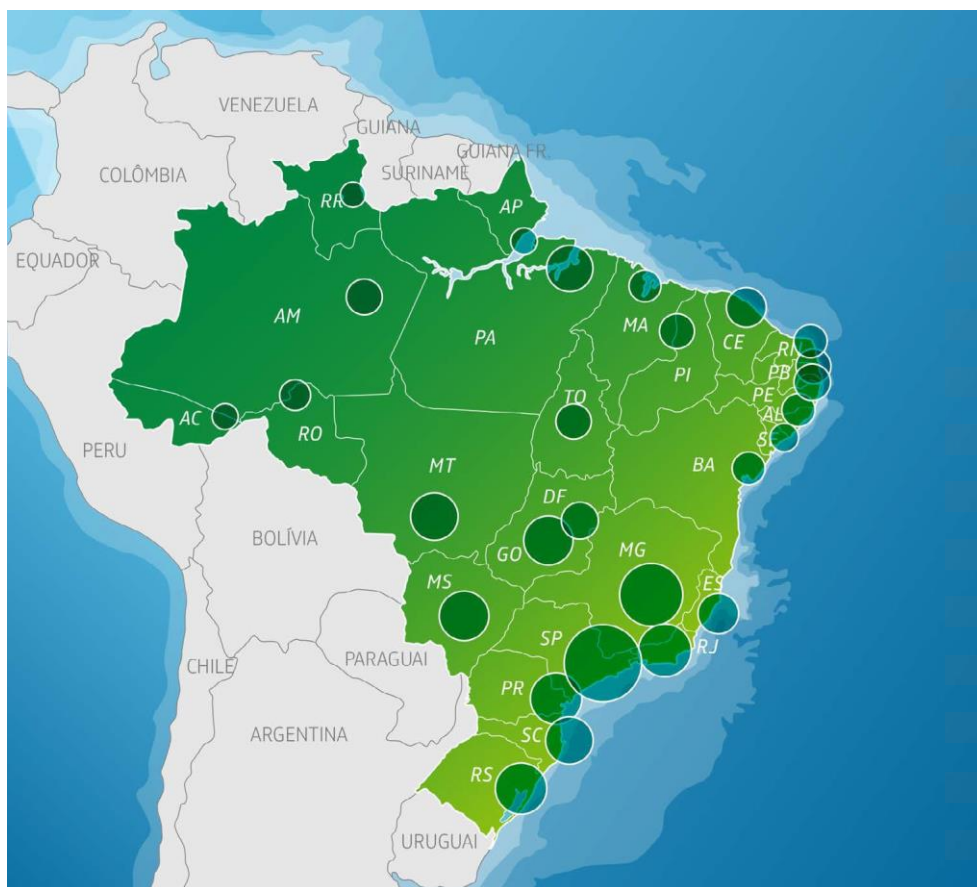 VENEZUELA
GUIANA
GUIANA FR.
SURINAME
COLÔMBIA
RR
AP
EQUADOR
AM
PA
MA
CE
RN
PB
PI
PE
TO
AL
SE
AC
RO
PERU
BA
MT
DF
BOLÍVIA
GO
MG
MS
ES
SP
RJ
PARAGUAI
CHILE
PR
ARGENTINA
SC
RS
URUGUAI